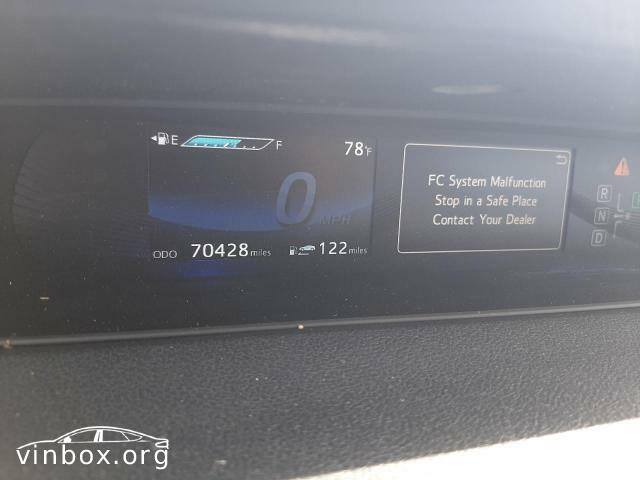 E F 78°F
0 MPH
ODO 70428 miles 122 miles
FC System Malfunction
Stop in a Safe Place
Contact Your Dealer
R
N
D
vinbox.org